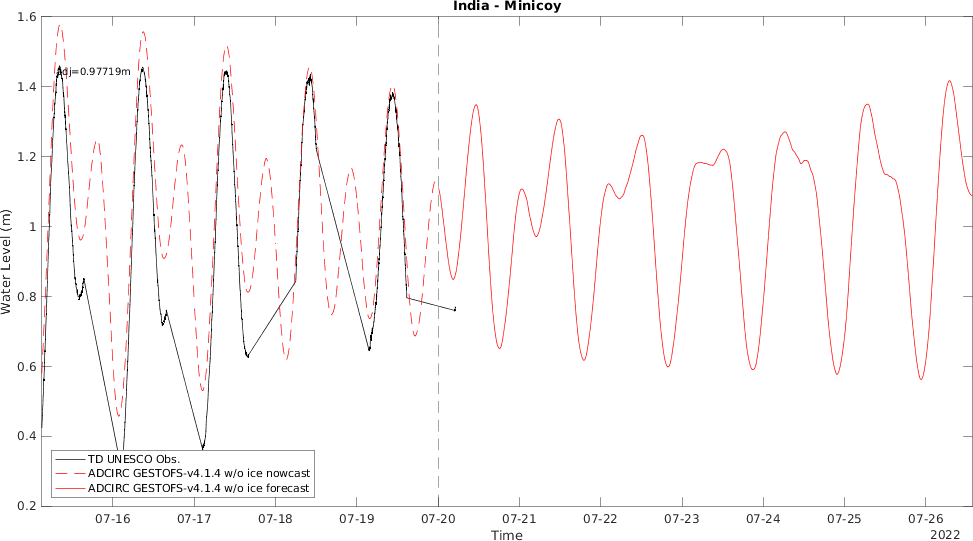 India - Minicoy
1.6
1.4
1.2
1
0.8
0.6
0.4
0.2
Water Level (m)
adj=0.97719m
TD UNESCO Obs.
ADCIRC GESTOFS-v4.1.4 w/o ice nowcast
ADCIRC GESTOFS-v4.1.4 w/o ice forecast
07-16 07-17 07-18 07-19 07-20 07-21 07-22 07-23 07-24 07-25 07-26
Time
2022